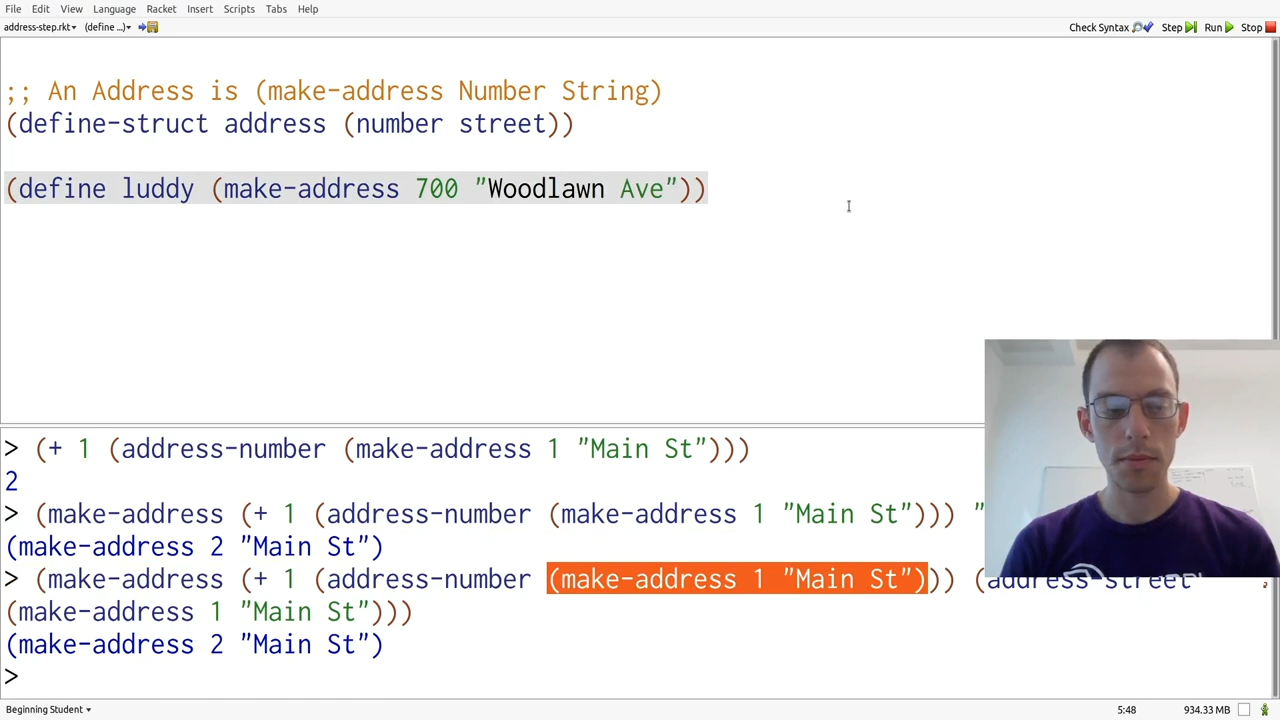 File Edit View Language Racket Insert Scripts Tabs Help
address-step.rkt▾ (define ...)▾ Check Syntax Step Run Stop
;; An Address is (make-address Number String)
(define-struct address (number street))
(define luddy (make-address 700 "Woodlawn Ave"))
> (+ 1 (address-number (make-address 1 "Main St")))
2
> (make-address (+ 1 (address-number (make-address 1 "Main St"))) "
(make-address 2 "Main St")
> (make-address (+ 1 (address-number (make-address 1 "Main St"))) (address-street
(make-address 1 "Main St")))
(make-address 2 "Main St")
>
Beginning Student▾ 5:48 934.33 MB